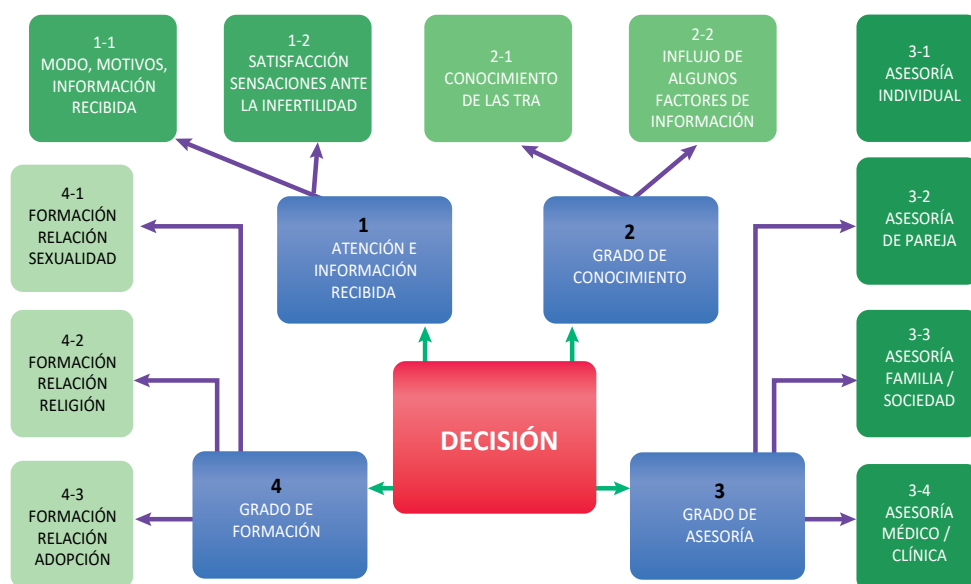 1-1
MODO, MOTIVOS,
INFORMACIÓN
RECIBIDA
1-2
SATISFACCIÓN
SENSACIONES ANTE
LA INFERTILIDAD
2-1
CONOCIMIENTO
DE LAS TRA
2-2
INFLUJO DE
ALGUNOS
FACTORES DE
INFORMACIÓN
3-1
ASESORÍA
INDIVIDUAL
4-1
FORMACIÓN
RELACIÓN
SEXUALIDAD
1
ATENCIÓN E
INFORMACIÓN
RECIBIDA
2
GRADO DE
CONOCIMIENTO
3-2
ASESORÍA
DE PAREJA
4-2
FORMACIÓN
RELACIÓN
RELIGIÓN
DECISIÓN
3-3
ASESORÍA
FAMILIA /
SOCIEDAD
4-3
FORMACIÓN
RELACIÓN
ADOPCIÓN
4
GRADO DE
FORMACIÓN
3
GRADO DE
ASESORÍA
3-4
ASESORÍA
MÉDICO /
CLÍNICA